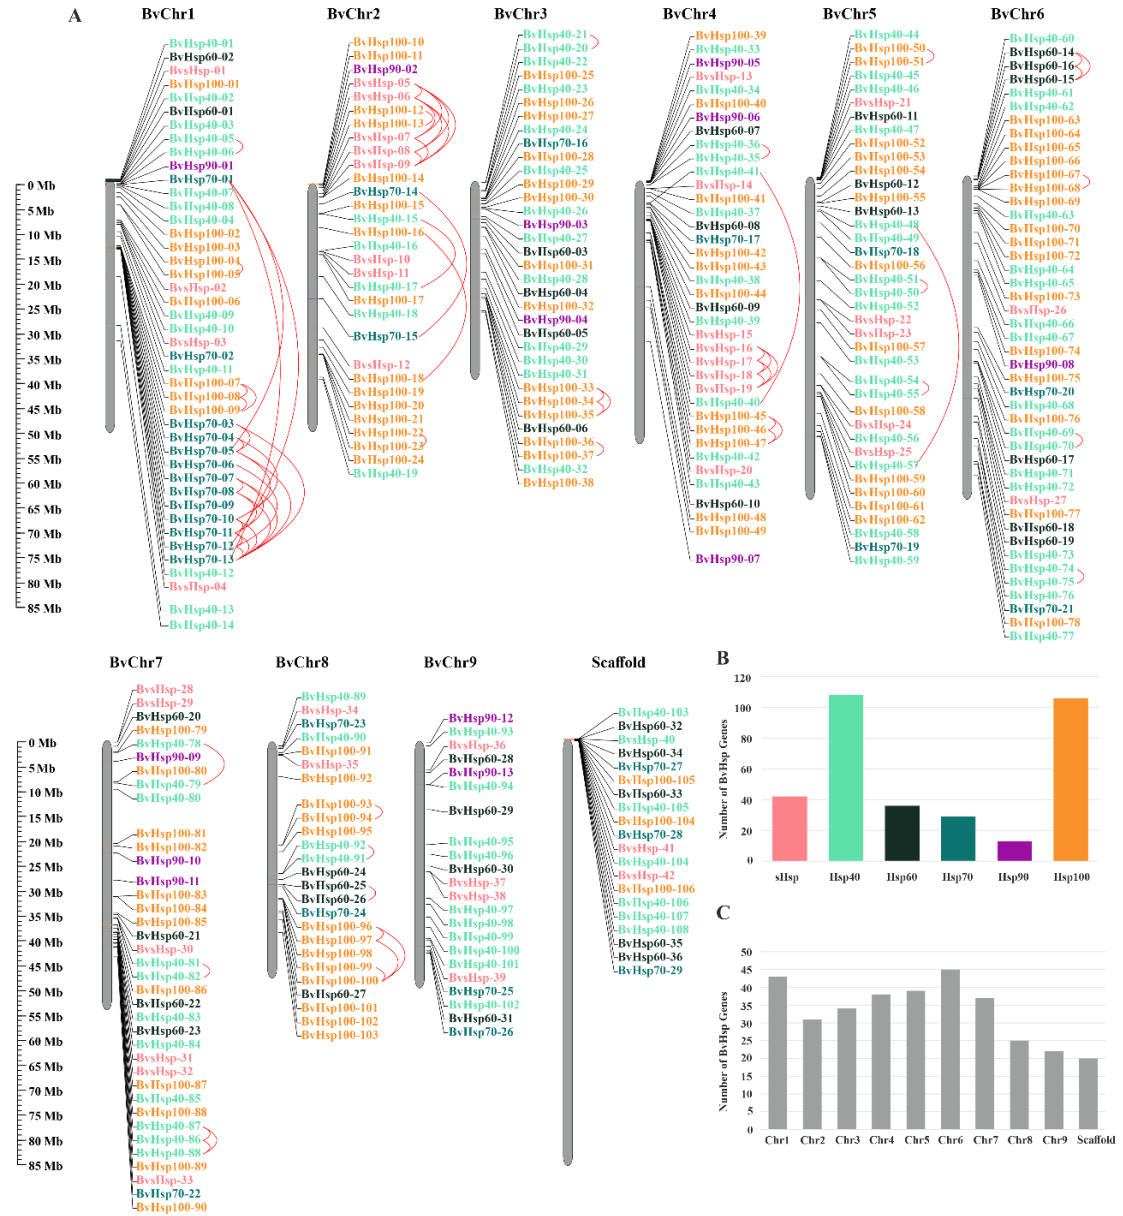 A
BvChr1
BvHsp40-01
BvHsp60-02
BvsHsp-01
BvHsp100-01
BvHsp40-02
BvHsp60-01
BvHsp40-03
BvHsp40-05
BvHsp40-06
BvHsp90-01
BvHsp70-01
BvHsp40-07
BvHsp40-08
BvHsp40-04
BvHsp100-02
BvHsp100-03
BvHsp100-04
BvHsp100-05
BvsHsp-02
BvHsp100-06
BvHsp40-09
BvHsp40-10
BvsHsp-03
BvHsp70-02
BvHsp40-11
BvHsp100-07
BvHsp100-08
BvHsp100-09
BvHsp70-03
BvHsp70-04
BvHsp70-05
BvHsp70-06
BvHsp70-07
BvHsp70-08
BvHsp70-09
BvHsp70-10
BvHsp70-11
BvHsp70-12
BvHsp70-13
BvHsp40-12
BvsHsp-04
BvHsp40-13
BvHsp40-14
0 Mb
5 Mb
10 Mb
15 Mb
20 Mb
25 Mb
30 Mb
35 Mb
40 Mb
45 Mb
50 Mb
55 Mb
60 Mb
65 Mb
70 Mb
75 Mb
80 Mb
85 Mb
BvChr2
BvHsp100-10
BvHsp100-11
BvHsp90-02
BvsHsp-05
BvsHsp-06
BvHsp100-12
BvHsp100-13
BvsHsp-07
BvsHsp-08
BvsHsp-09
BvHsp100-14
BvHsp70-14
BvHsp100-15
BvHsp40-15
BvHsp100-16
BvHsp40-16
BvsHsp-10
BvsHsp-11
BvHsp40-17
BvHsp100-17
BvHsp40-18
BvHsp70-15
BvsHsp-12
BvHsp100-18
BvHsp100-19
BvHsp100-20
BvHsp100-21
BvHsp100-22
BvHsp100-23
BvHsp100-24
BvHsp40-19
BvChr3
BvHsp40-21
BvHsp40-20
BvHsp40-22
BvHsp100-25
BvHsp40-23
BvHsp100-26
BvHsp100-27
BvHsp40-24
BvHsp70-16
BvHsp100-28
BvHsp40-25
BvHsp100-29
BvHsp100-30
BvHsp40-26
BvHsp90-03
BvHsp40-27
BvHsp60-03
BvHsp100-31
BvHsp40-28
BvHsp60-04
BvHsp100-32
BvHsp90-04
BvHsp60-05
BvHsp40-29
BvHsp40-30
BvHsp40-31
BvHsp100-33
BvHsp100-34
BvHsp100-35
BvHsp60-06
BvHsp100-36
BvHsp100-37
BvHsp40-32
BvHsp100-38
BvChr4
BvHsp100-39
BvHsp40-33
BvHsp90-05
BvsHsp-13
BvHsp40-34
BvHsp100-40
BvHsp90-06
BvHsp60-07
BvHsp40-36
BvHsp40-35
BvHsp40-41
BvsHsp-14
BvHsp100-41
BvHsp40-37
BvHsp60-08
BvHsp70-17
BvHsp100-42
BvHsp100-43
BvHsp40-38
BvHsp100-44
BvHsp60-09
BvHsp40-39
BvsHsp-15
BvsHsp-16
BvsHsp-17
BvsHsp-18
BvsHsp-19
BvHsp40-40
BvHsp100-45
BvHsp100-46
BvHsp100-47
BvHsp40-42
BvsHsp-20
BvHsp40-43
BvHsp60-10
BvHsp100-48
BvHsp100-49
BvHsp90-07
BvChr5
BvHsp40-44
BvHsp100-50
BvHsp100-51
BvHsp40-45
BvHsp40-46
BvsHsp-21
BvHsp60-11
BvHsp40-47
BvHsp100-52
BvHsp100-53
BvHsp100-54
BvHsp60-12
BvHsp100-55
BvHsp60-13
BvHsp40-48
BvHsp40-49
BvHsp70-18
BvHsp100-56
BvHsp40-51
BvHsp40-50
BvHsp40-52
BvsHsp-22
BvsHsp-23
BvHsp100-57
BvHsp40-53
BvHsp40-54
BvHsp40-55
BvHsp100-58
BvsHsp-24
BvHsp40-56
BvsHsp-25
BvHsp40-57
BvHsp100-59
BvHsp100-60
BvHsp100-61
BvHsp100-62
BvHsp40-58
BvHsp70-19
BvHsp40-59
BvChr6
BvHsp40-60
BvHsp60-14
BvHsp60-16
BvHsp60-15
BvHsp40-61
BvHsp40-62
BvHsp100-63
BvHsp100-64
BvHsp100-65
BvHsp100-66
BvHsp100-67
BvHsp100-68
BvHsp100-69
BvHsp40-63
BvHsp100-70
BvHsp100-71
BvHsp100-72
BvHsp40-64
BvHsp40-65
BvHsp100-73
BvsHsp-26
BvHsp40-66
BvHsp40-67
BvHsp100-74
BvHsp90-08
BvHsp100-75
BvHsp70-20
BvHsp40-68
BvHsp100-76
BvHsp40-69
BvHsp40-70
BvHsp60-17
BvHsp40-71
BvHsp40-72
BvsHsp-27
BvHsp100-77
BvHsp60-18
BvHsp60-19
BvHsp40-73
BvHsp40-74
BvHsp40-75
BvHsp40-76
BvHsp70-21
BvHsp100-78
BvHsp40-77
BvChr7
BvsHsp-28
BvsHsp-29
BvHsp60-20
BvHsp100-79
BvHsp40-78
BvHsp90-09
BvHsp100-80
BvHsp40-79
BvHsp40-80
BvHsp100-81
BvHsp100-82
BvHsp90-10
BvHsp90-11
BvHsp100-83
BvHsp100-84
BvHsp100-85
BvHsp60-21
BvsHsp-30
BvHsp40-81
BvHsp40-82
BvHsp100-86
BvHsp60-22
BvHsp40-83
BvHsp60-23
BvHsp40-84
BvsHsp-31
BvsHsp-32
BvHsp100-87
BvHsp40-85
BvHsp100-88
BvHsp40-87
BvHsp40-86
BvHsp40-88
BvHsp100-89
BvsHsp-33
BvHsp70-22
BvHsp100-90
0 Mb
5 Mb
10 Mb
15 Mb
20 Mb
25 Mb
30 Mb
35 Mb
40 Mb
45 Mb
50 Mb
55 Mb
60 Mb
65 Mb
70 Mb
75 Mb
80 Mb
85 Mb
BvChr8
BvHsp40-89
BvsHsp-34
BvHsp70-23
BvHsp40-90
BvHsp100-91
BvsHsp-35
BvHsp100-92
BvHsp100-93
BvHsp100-94
BvHsp100-95
BvHsp40-92
BvHsp40-91
BvHsp60-24
BvHsp60-25
BvHsp60-26
BvHsp70-24
BvHsp100-96
BvHsp100-97
BvHsp100-98
BvHsp100-99
BvHsp100-100
BvHsp60-27
BvHsp100-101
BvHsp100-102
BvHsp100-103
BvChr9
BvHsp90-12
BvHsp40-93
BvsHsp-36
BvHsp60-28
BvHsp90-13
BvHsp40-94
BvHsp60-29
BvHsp40-95
BvHsp40-96
BvHsp60-30
BvsHsp-37
BvsHsp-38
BvHsp40-97
BvHsp40-98
BvHsp40-99
BvHsp40-100
BvHsp40-101
BvsHsp-39
BvHsp70-25
BvHsp40-102
BvHsp60-31
BvHsp70-26
Scaffold
BvHsp40-103
BvHsp60-32
BvsHsp-40
BvHsp60-34
BvHsp70-27
BvHsp100-105
BvHsp60-33
BvHsp40-105
BvHsp100-104
BvHsp70-28
BvsHsp-41
BvHsp40-104
BvsHsp-42
BvHsp100-106
BvHsp40-106
BvHsp40-107
BvHsp40-108
BvHsp60-35
BvHsp60-36
BvHsp70-29
B
Number of BvHsp Genes
120
100
80
60
40
20
0
sHsp Hsp40 Hsp60 Hsp70 Hsp90 Hsp100
C
Number of BvHsp Genes
50
45
40
35
30
25
20
15
10
5
0
Chr1 Chr2 Chr3 Chr4 Chr5 Chr6 Chr7 Chr8 Chr9 Scaffold